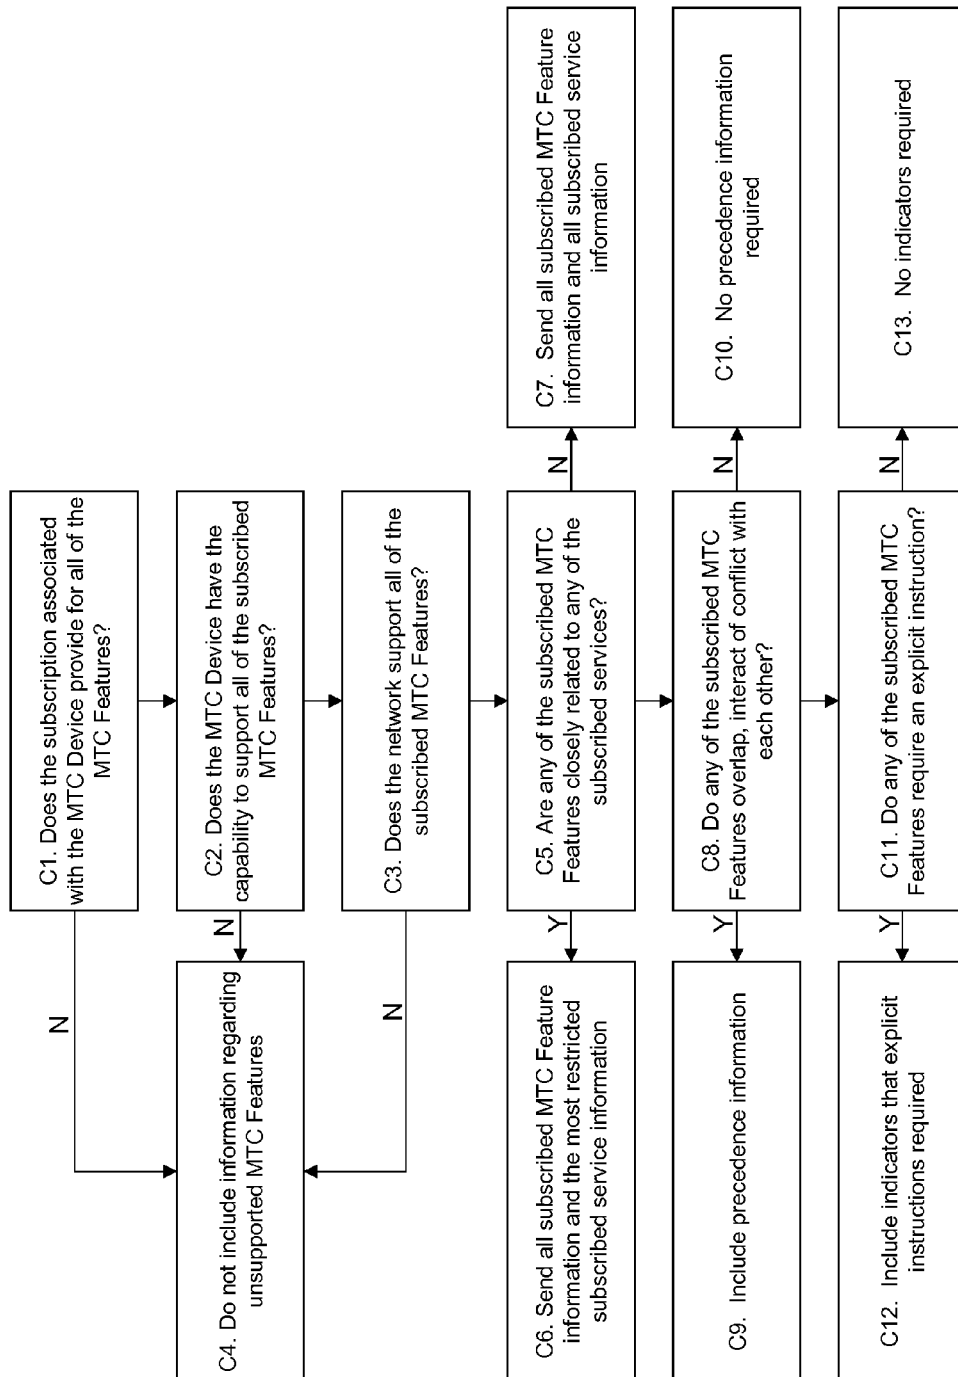 C1. Does the subscription associated
with the MTC Device provide for all of the
MTC Features?
N
C2. Does the MTC Device have the
capability to support all of the subscribed
MTC Features?
N
C3. Does the network support all of the
subscribed MTC Features?
N
C4. Do not include information regarding
unsupported MTC Features
C5. Are any of the subscribed MTC
Features closely related to any of the
subscribed services?
Y
N
C6. Send all subscribed MTC Feature
information and the most restricted
subscribed service information
C7. Send all subscribed MTC Feature
information and all subscribed service
information
C8. Do any of the subscribed MTC
Features overlap, interact of conflict with
each other?
Y
N
C9. Include precedence information
C10. No precedence information
required
C11. Do any of the subscribed MTC
Features require an explicit instruction?
Y
N
C12. Include indicators that explicit
instructions required
C13. No indicators required